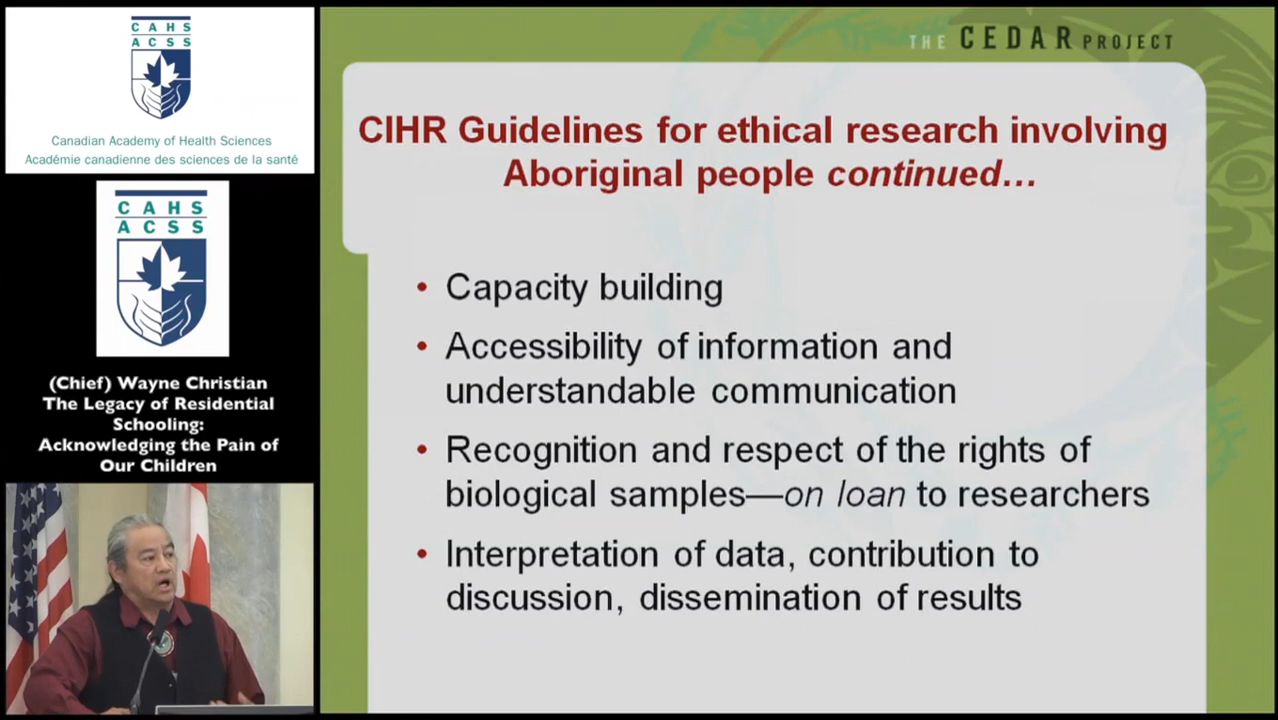 CAHS
ACSS
Canadian Academy of Health Sciences
Académie canadienne des sciences de la santé
CAHS
ACSS
(Chief) Wayne Christian
The Legacy of Residential
Schooling:
Acknowledging the Pain of
Our Children
THE CEDAR PROJECT
CIHR Guidelines for ethical research involving
Aboriginal people continued...
• Capacity building
• Accessibility of information and
understandable communication
• Recognition and respect of the rights of
biological samples—on loan to researchers
• Interpretation of data, contribution to
discussion, dissemination of results